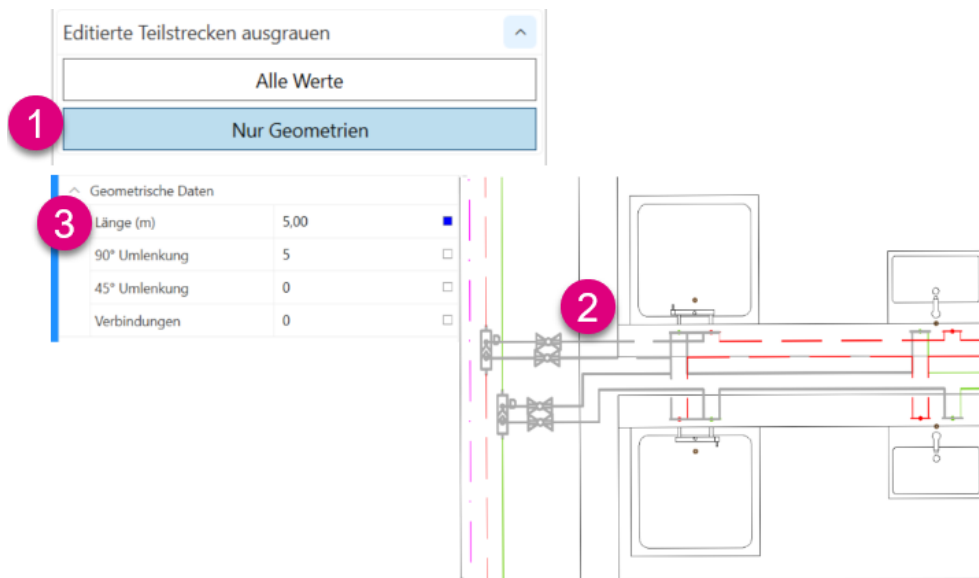 Editierte Teilstrecken ausgrauen
Alle Werte
1
Nur Geometrien
Geometrische Daten
3
Länge (m) 5,00
90° Umlenkung 5
45° Umlenkung 0
Verbindungen 0
2